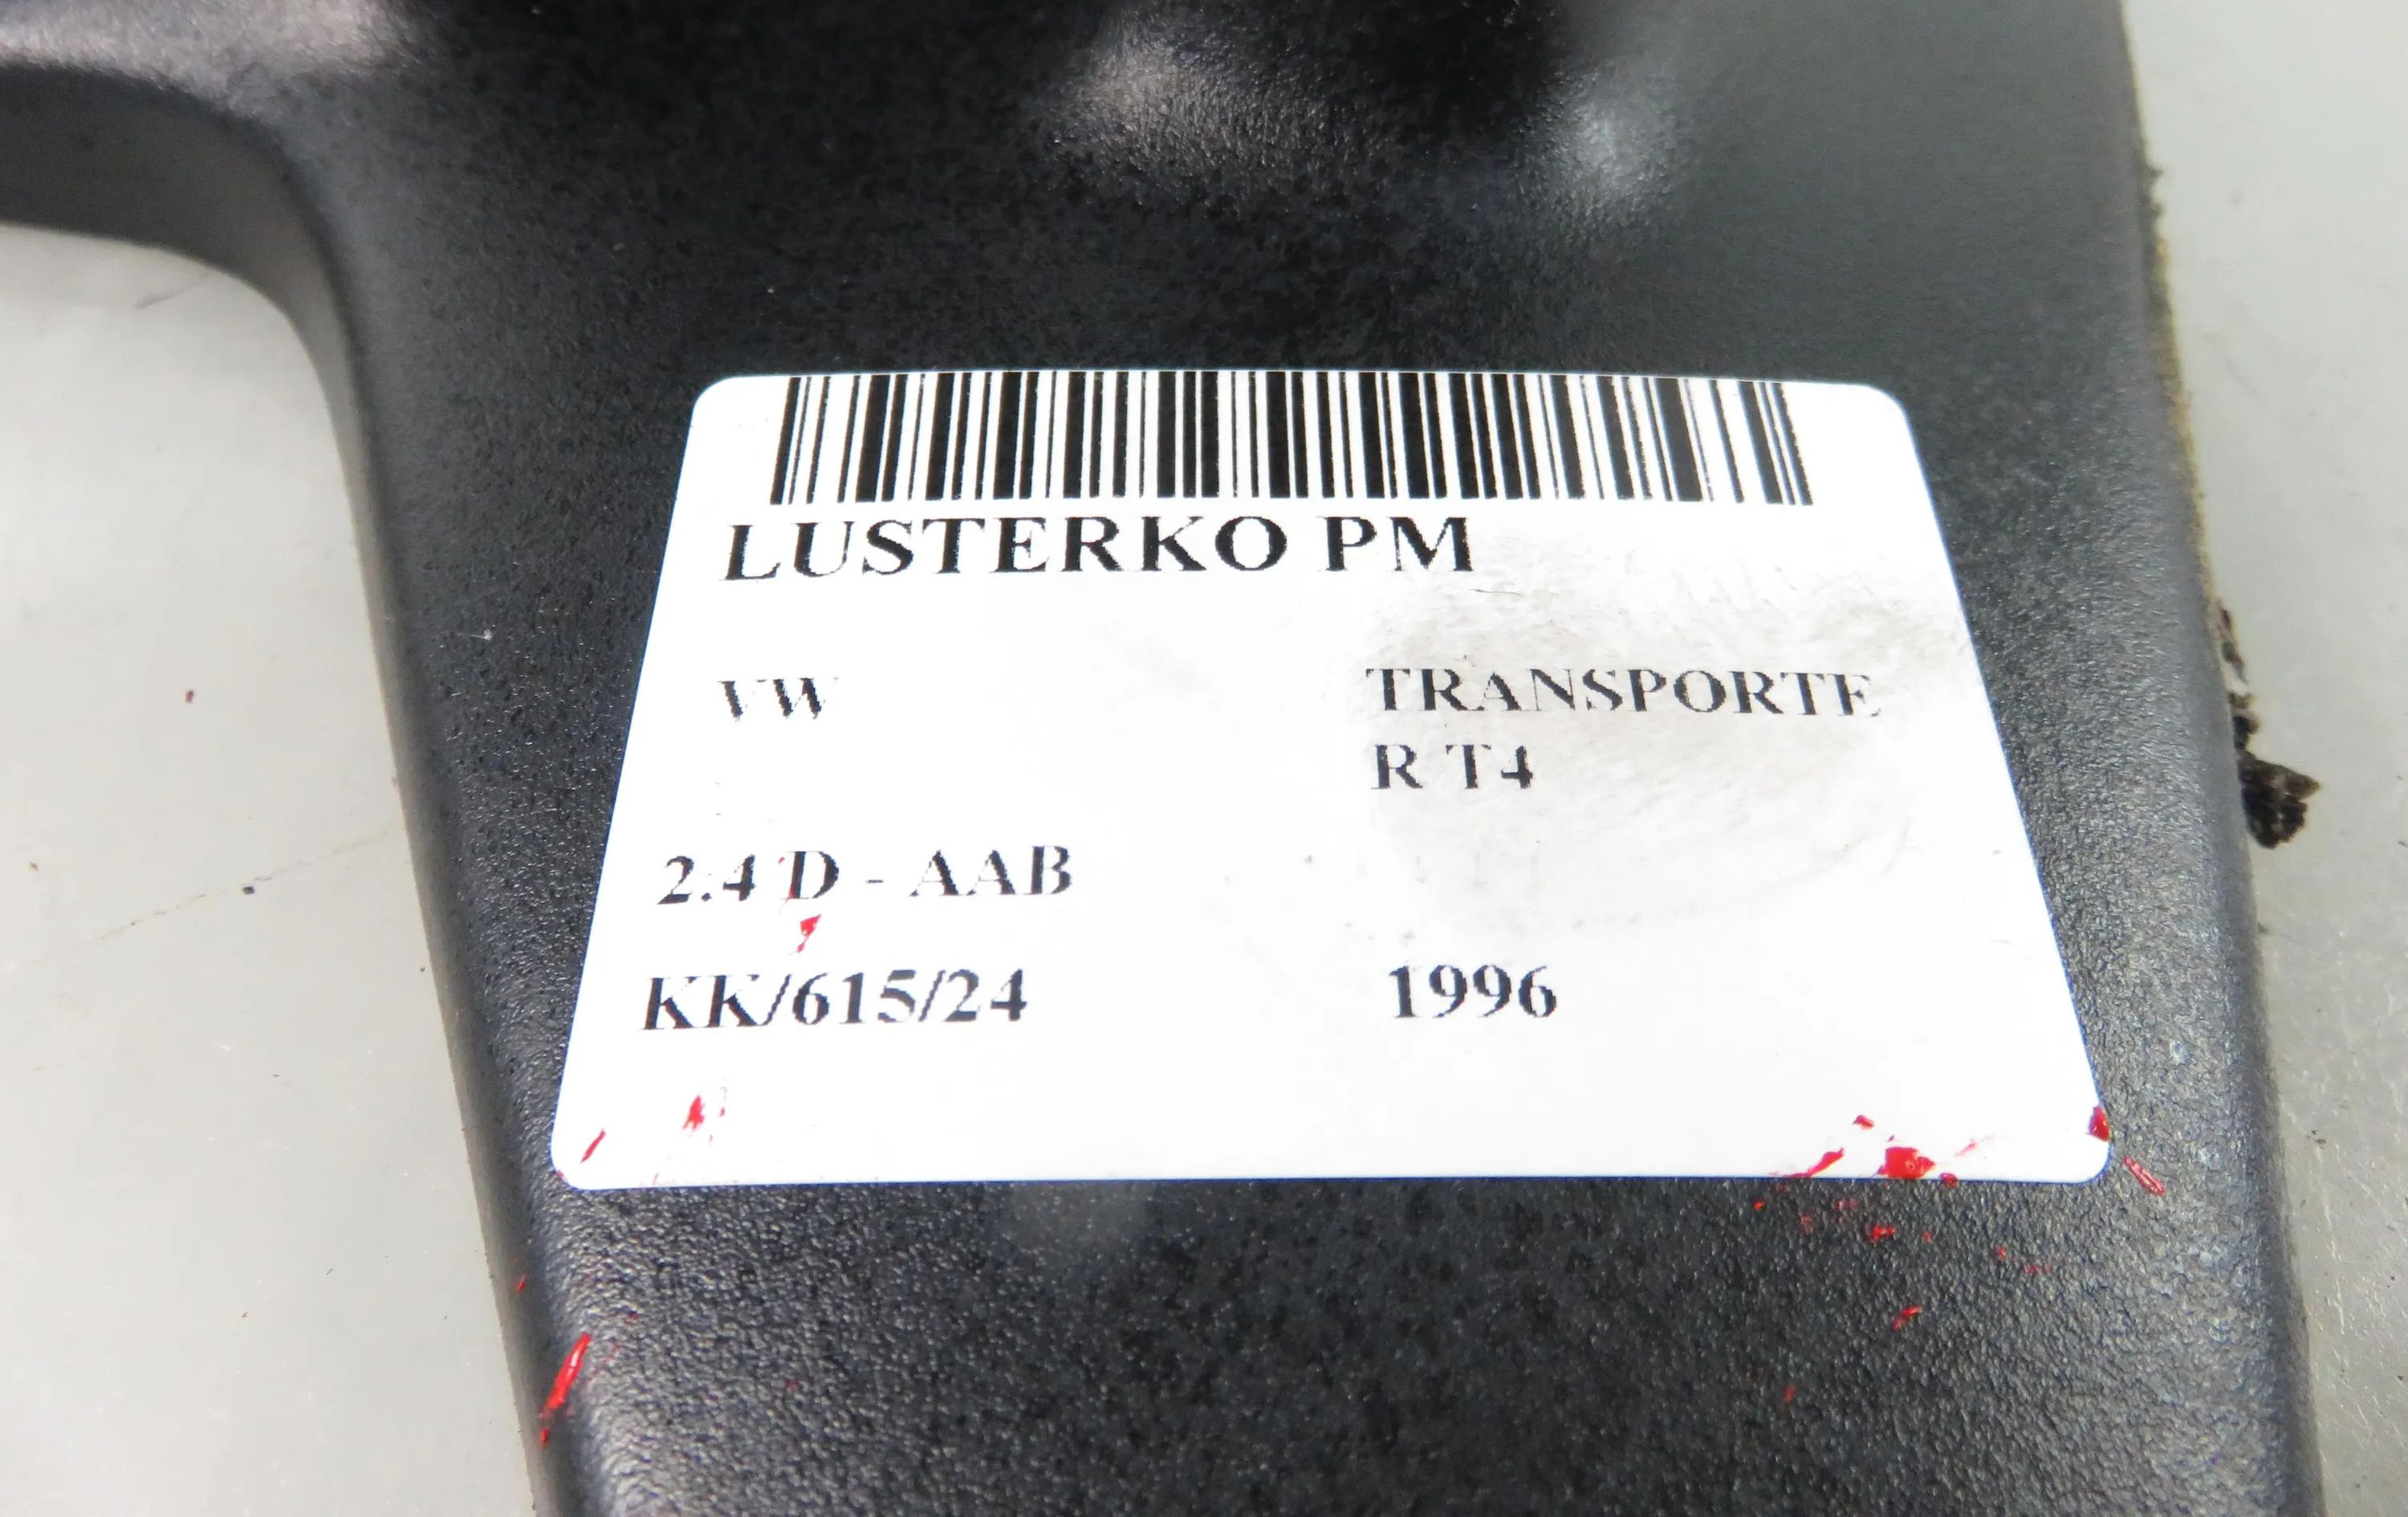 LUSTERKO PM
VW
TRANSPORTE
R T4
2.4 D - AAB
KK/615/24
1996